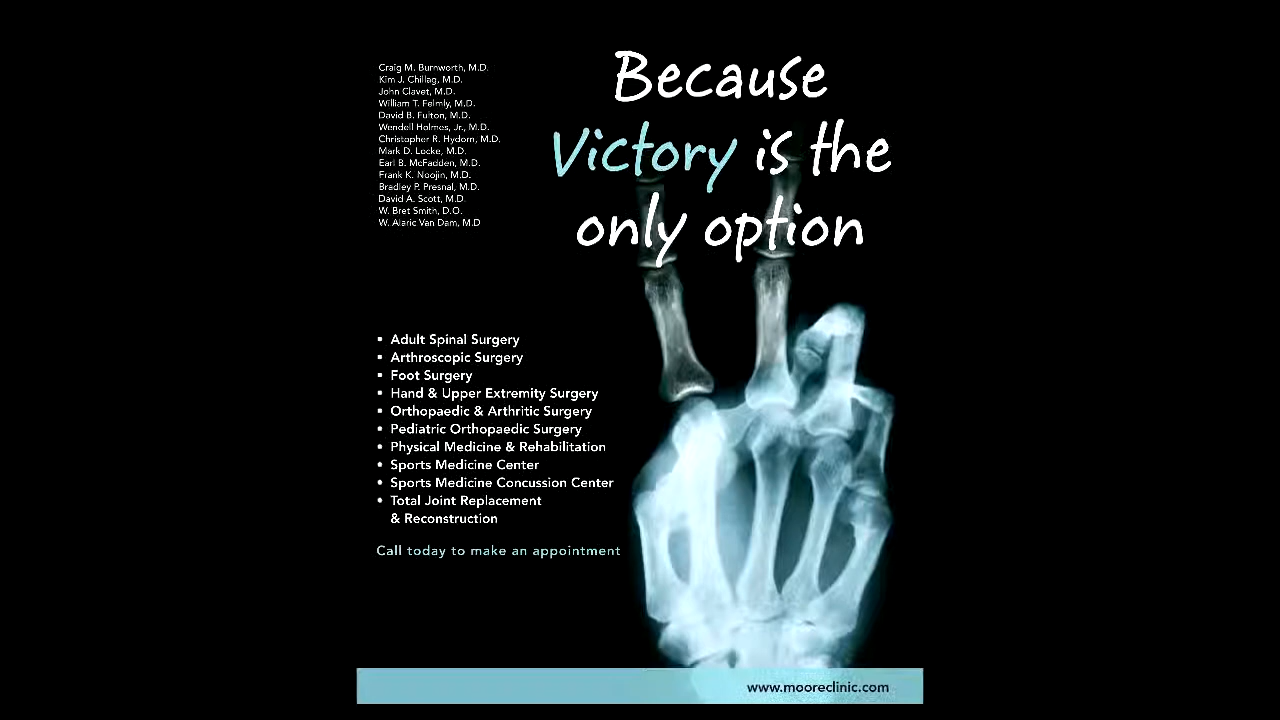 Craig M. Burnworth, M.D.
Kim J. Chillag, M.D.
John Clavet, M.D.
William T. Felmly, M.D.
David B. Fulton, M.D.
Wendell Holmes, Jr., M.D.
Christopher R. Hydorn, M.D.
Mark D. Locke, M.D.
Earl B. McFadden, M.D.
Frank K. Noojin, M.D.
Bradley P. Presnal, M.D.
David A. Scott, M.D.
W. Bret Smith, D.O.
W. Alaric Van Dam, M.D
Because
Victory is the
only option
• Adult Spinal Surgery
• Arthroscopic Surgery
• Foot Surgery
• Hand & Upper Extremity Surgery
• Orthopaedic & Arthritic Surgery
• Pediatric Orthopaedic Surgery
• Physical Medicine & Rehabilitation
• Sports Medicine Center
• Sports Medicine Concussion Center
• Total Joint Replacement
& Reconstruction
Call today to make an appointment
www.mooreclinic.com